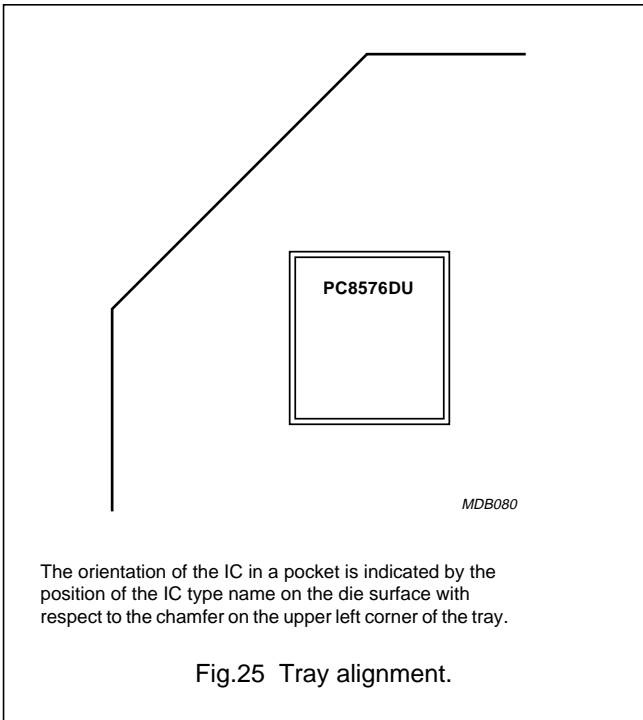 PC8576DU
MDB080
The orientation of the IC in a pocket is indicated by the
position of the IC type name on the die surface with
respect to the chamfer on the upper left corner of the tray.
Fig.25 Tray alignment.